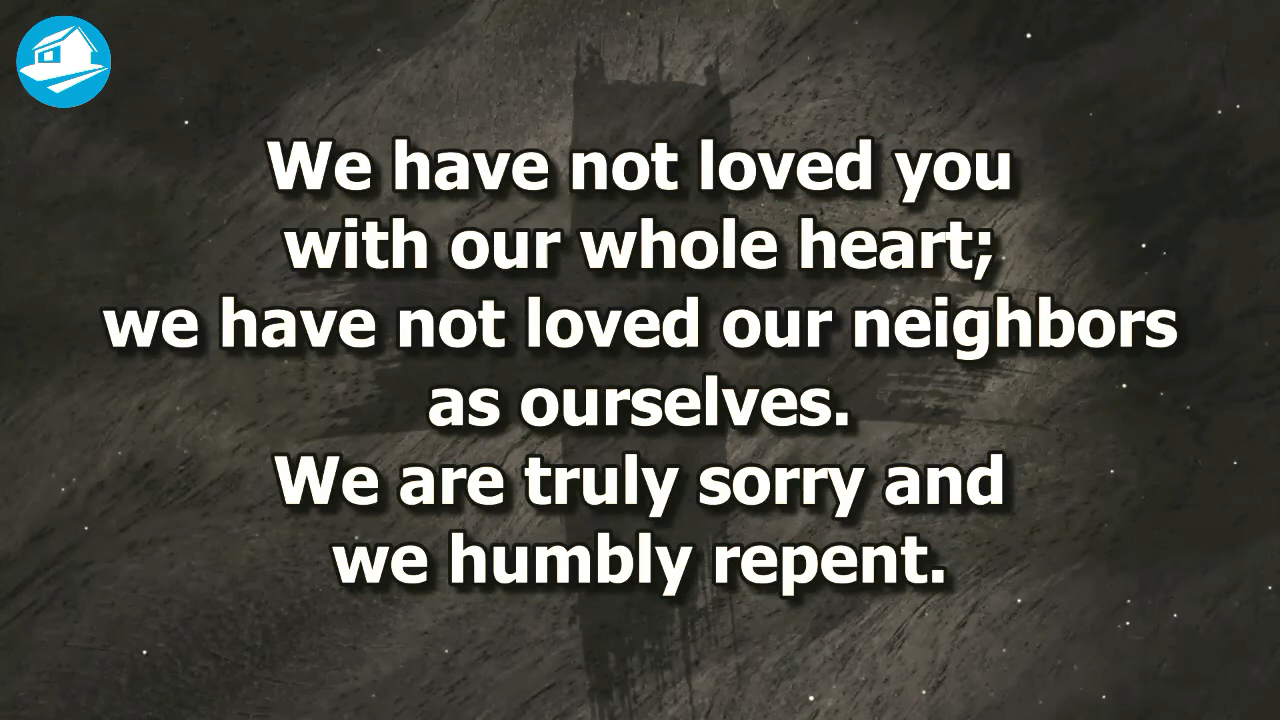 We have not loved you
with our whole heart;
we have not loved our neighbors
as ourselves.
We are truly sorry and
we humbly repent.